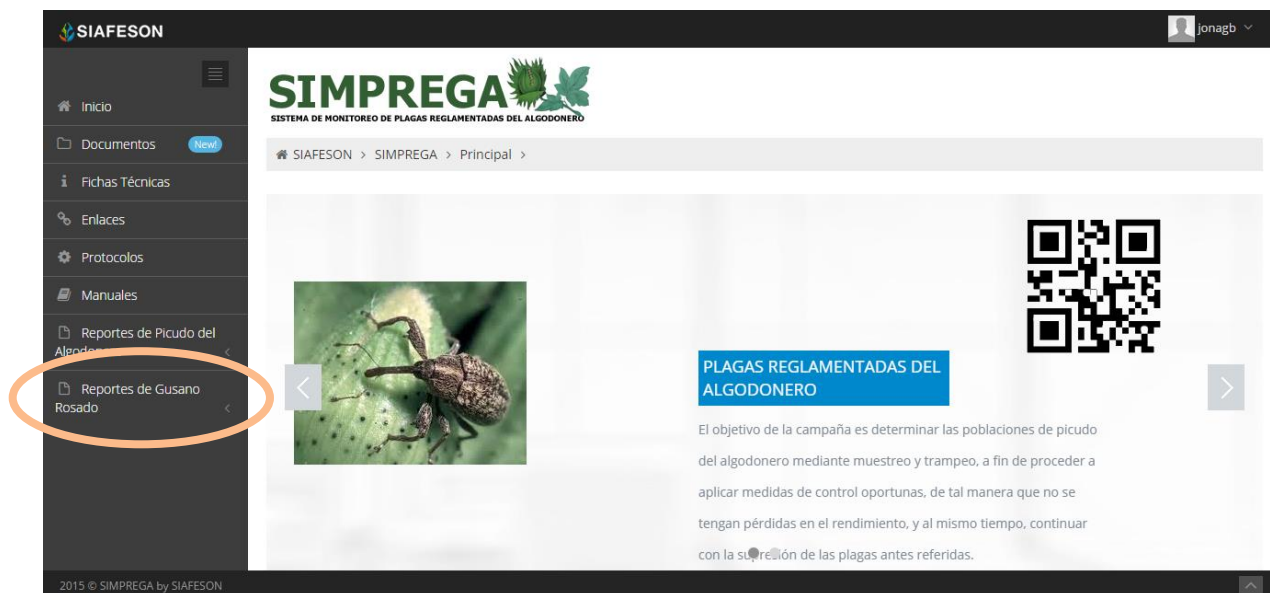 SIAFESON
jonagb
Inicio
Documentos New!
Fichas Técnicas
Enlaces
Protocolos
Manuales
Reportes de Picudo del
Reportes de Gusano
Rosado
SIMPREGA
SISTEMA DE MONITOREO DE PLAGAS REGLAMENTADAS DEL ALGODONERO
SIAFESON > SIMPREGA > Principal >
PLAGAS REGLAMENTADAS DEL
ALGODONERO
El objetivo de la campaña es determinar las poblaciones de picudo
del algodonero mediante muestreo y trampeo, a fin de proceder a
aplicar medidas de control oportunas, de tal manera que no se
tengan pérdidas en el rendimiento, y al mismo tiempo, continuar
con la supresión de las plagas antes referidas.
2015 © SIMPREGA by SIAFESON